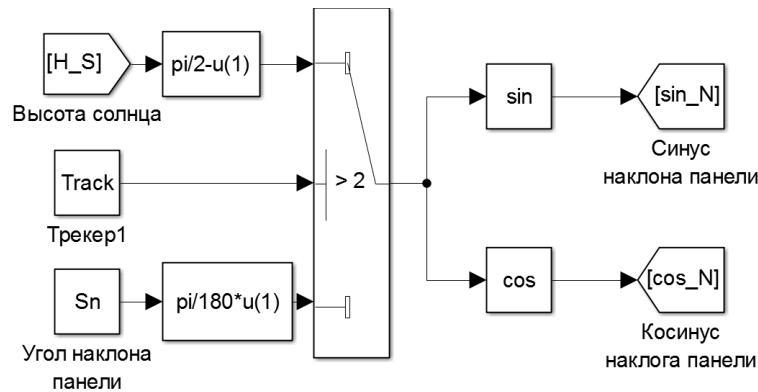 [H_S]
pi/2-u(1)
Высота солнца
Track
> 2
Трекер1
Sn
pi/180*u(1)
Угол наклона
панели
sin
[sin_N]
Синус
наклона панели
cos
[cos_N]
Косинус
наклога панели